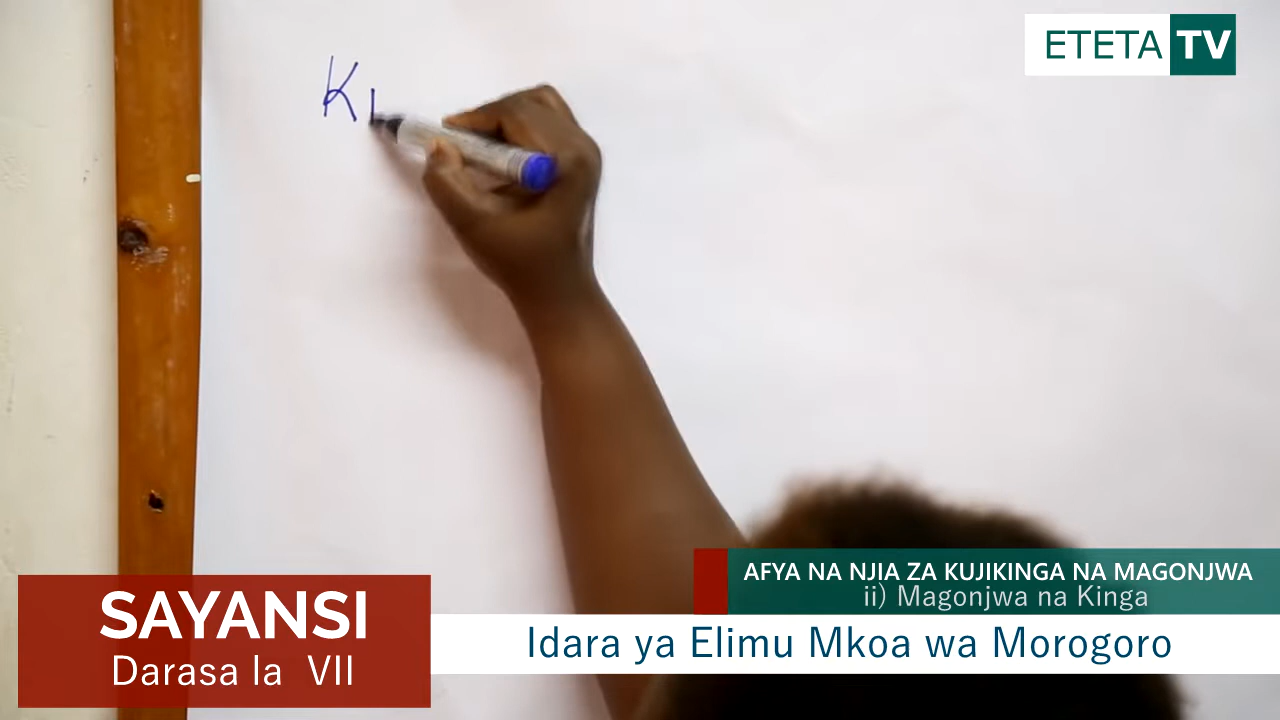 ETETA TV
K
AFYA NA NJIA ZA KUJIKINGA NA MAGONJWA
ii) Magonjwa na Kinga
SAYANSI
Darasa la VII
Idara ya Elimu Mkoa wa Morogoro